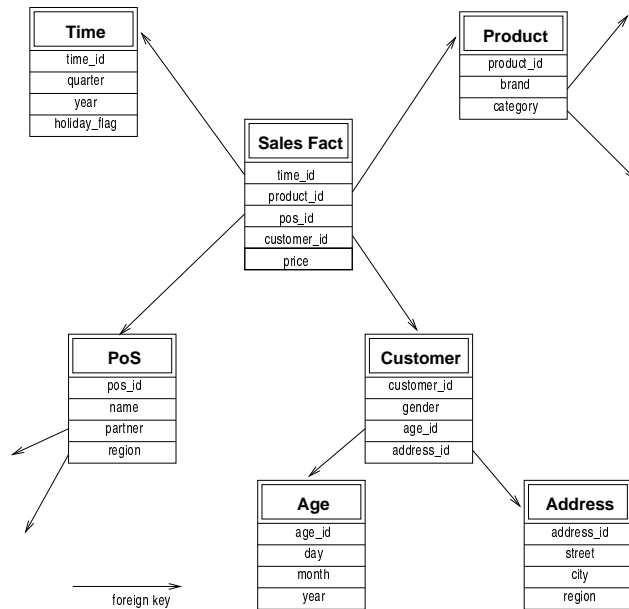 Time
time_id
quarter
year
holiday_flag
Product
product_id
brand
category
Sales Fact
time_id
product_id
pos_id
customer_id
price
PoS
pos_id
name
partner
region
Customer
customer_id
gender
age_id
address_id
Age
age_id
day
month
year
Address
address_id
street
city
region
foreign key